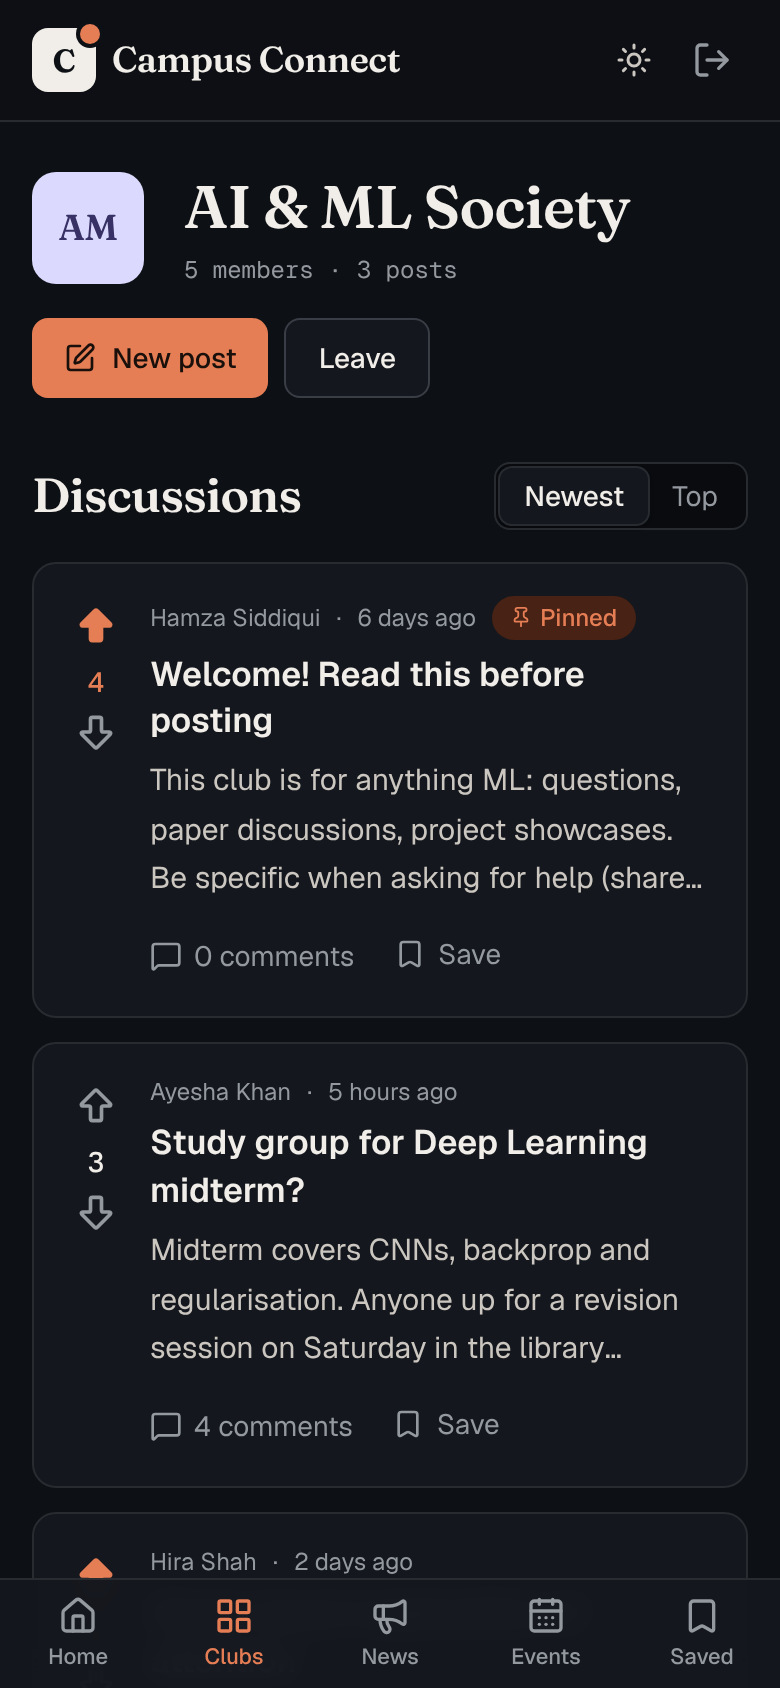 C Campus Connect
AM
AI & ML Society
5 members · 3 posts
New post Leave
Discussions Newest Top
Hamza Siddiqui · 6 days ago Pinned
4
Welcome! Read this before
posting
This club is for anything ML: questions,
paper discussions, project showcases.
Be specific when asking for help (share...
0 comments Save
Ayesha Khan · 5 hours ago
3
Study group for Deep Learning
midterm?
Midterm covers CNNs, backprop and
regularisation. Anyone up for a revision
session on Saturday in the library...
4 comments Save
Hira Shah · 2 days ago
Home Clubs News Events Saved